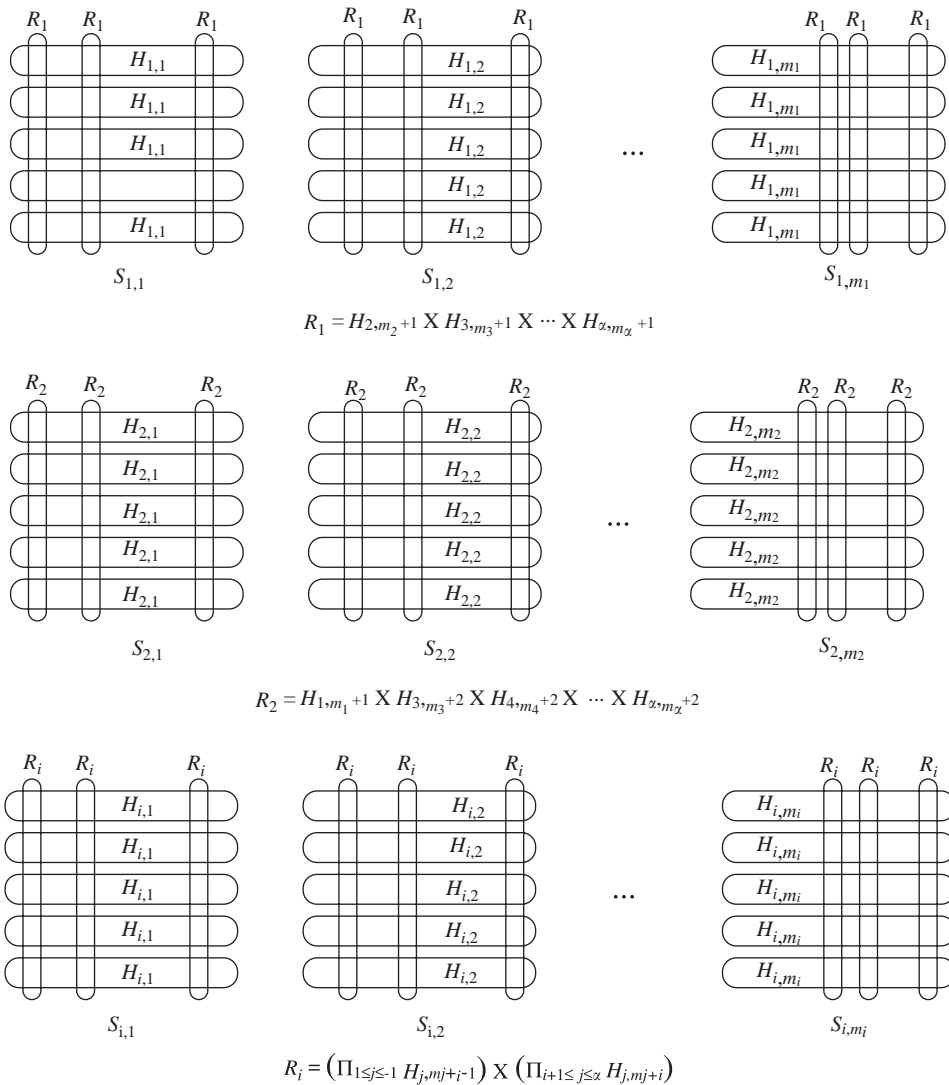 R₁ R₁ R₁ R₁ R₁ R₁ R₁ R₁ R₁
H₁,₁ H₁,₂ H₁,m₁
H₁,₁ H₁,₂ H₁,m₁
H₁,₁ H₁,₂ ... H₁,m₁
H₁,₂ H₁,m₁
H₁,₁ H₁,₂ H₁,m₁
S₁,₁ S₁,₂ S₁,m₁
R₁ = H₂,m₂+1 X H₃,m₃+1 X ··· X Hα,mα+1
R₂ R₂ R₂ R₂ R₂ R₂ R₂ R₂ R₂
H₂,₁ H₂,₂ H₂,m₂
H₂,₁ H₂,₂ H₂,m₂
H₂,₁ H₂,₂ ... H₂,m₂
H₂,₁ H₂,₂ H₂,m₂
H₂,₁ H₂,₂ H₂,m₂
S₂,₁ S₂,₂ S₂,m₂
R₂ = H₁,m₁+1 X H₃,m₃+2 X H₄,m₄+2 X ··· X Hα,mα+2
Rᵢ Rᵢ Rᵢ Rᵢ Rᵢ Rᵢ Rᵢ Rᵢ Rᵢ
Hᵢ,₁ Hᵢ,₂ Hᵢ,mᵢ
Hᵢ,₁ Hᵢ,₂ Hᵢ,mᵢ
Hᵢ,₁ Hᵢ,₂ ... Hᵢ,mᵢ
Hᵢ,₁ Hᵢ,₂ Hᵢ,mᵢ
Hᵢ,₁ Hᵢ,₂ Hᵢ,mᵢ
Sᵢ,₁ Sᵢ,₂ Sᵢ,mᵢ
Rᵢ = (Π1≤j≤-1 Hj,mj+i-1) X (Πi+1≤ j≤α Hj,mj+i)